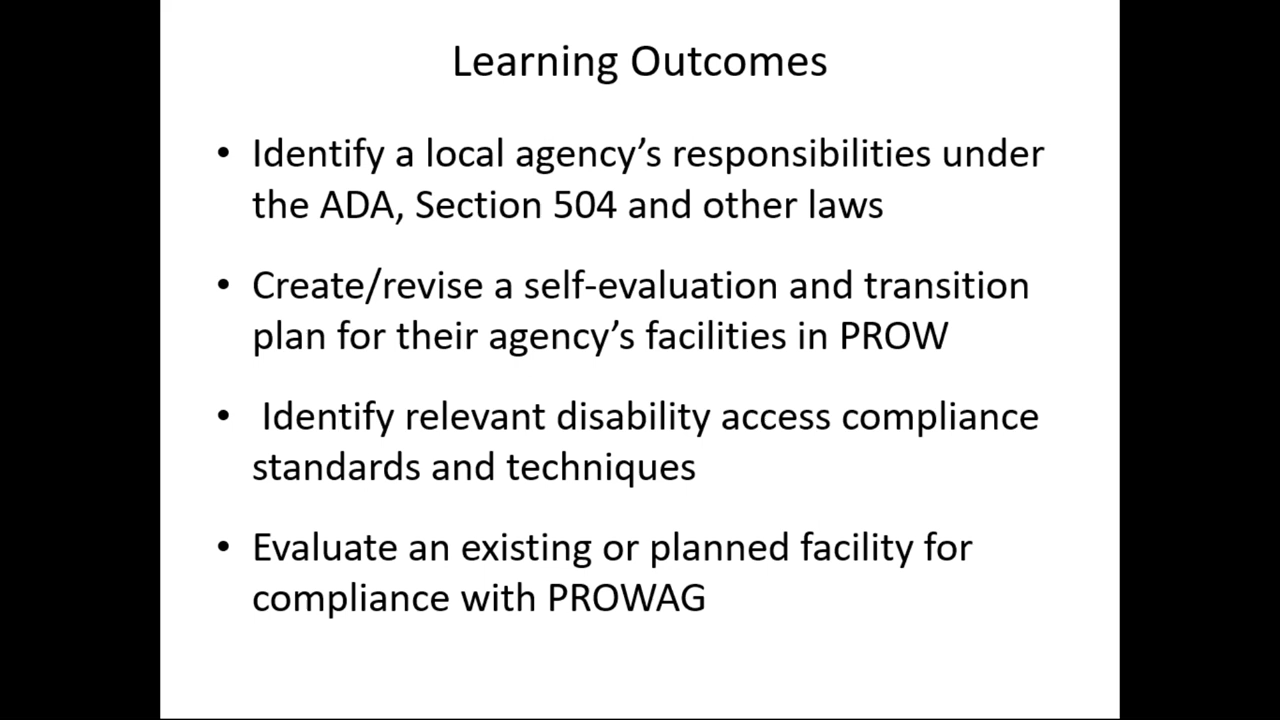 Learning Outcomes
• Identify a local agency’s responsibilities under
the ADA, Section 504 and other laws
• Create/revise a self-evaluation and transition
plan for their agency’s facilities in PROW
• Identify relevant disability access compliance
standards and techniques
• Evaluate an existing or planned facility for
compliance with PROWAG